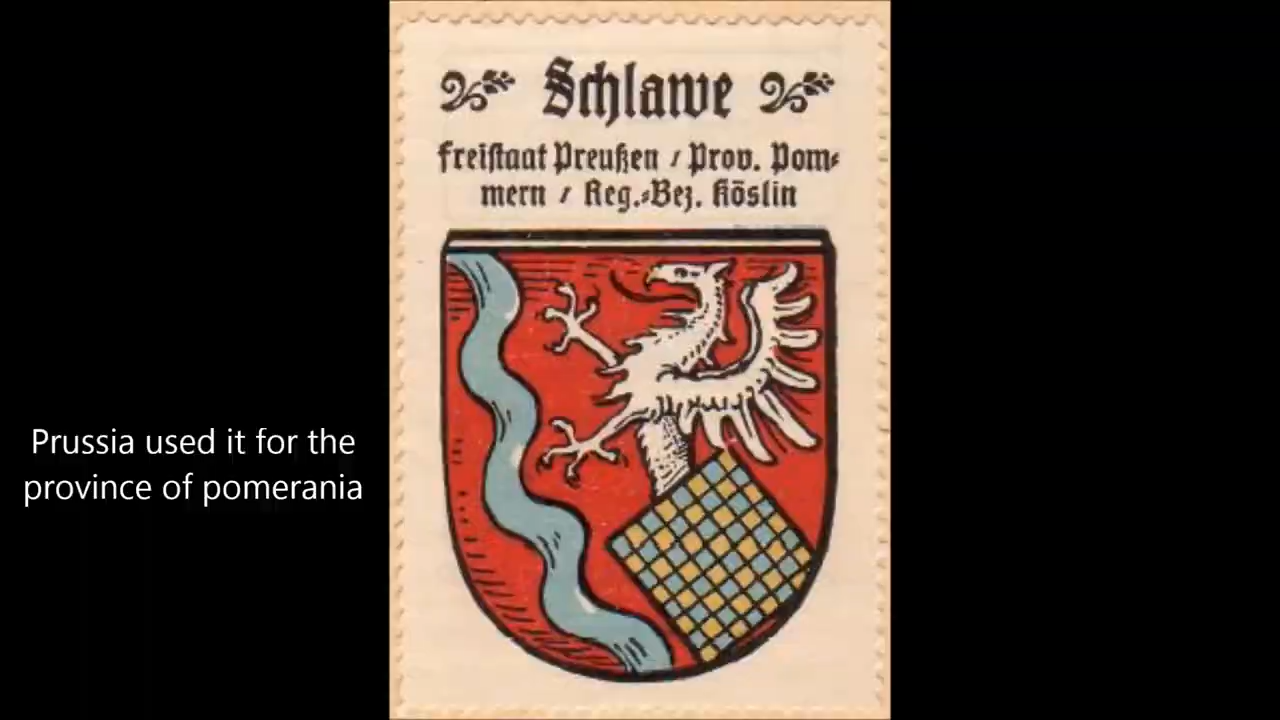 Schlawe
Freistaat Preußen / Prov. Pom=
mern / Reg.=Bez. Köslin
Prussia used it for the
province of pomerania